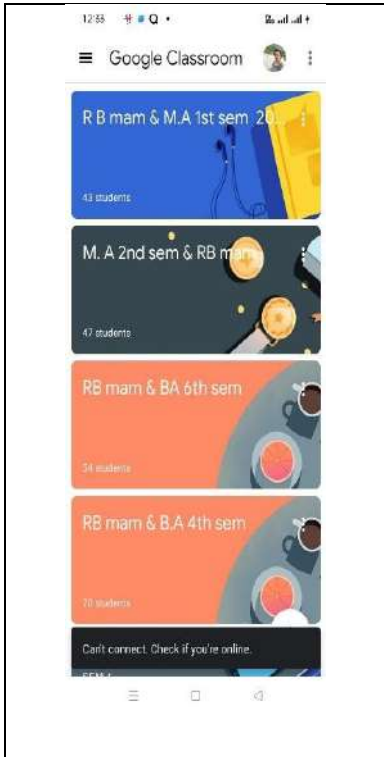 12:33
Google Classroom
R B mam & M.A 1st sem 20...
43 students
M. A 2nd sem & RB mam...
47 students
RB mam & BA 6th sem
34 students
RB mam & B.A 4th sem
70 students
Can't connect. Check if you're online.